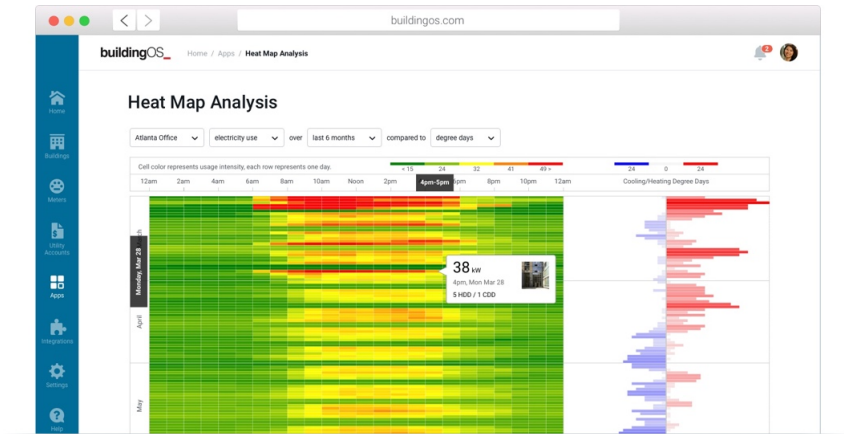 buildingos.com
buildingOS_ Home / Apps / Heat Map Analysis
2
Home
Buildings
Meters
Utility
Accounts
Apps
Integrations
Settings
Help
Heat Map Analysis
Atlanta Office electricity use over last 6 months compared to degree days
Cell color represents usage intensity, each row represents one day.
< 15 24 32 41 49 >
24 0 24
12am 2am 4am 6am 8am 10am Noon 2pm 4pm-5pm 6pm 8pm 10pm 12am
Cooling/Heating Degree Days
March
Monday, Mar 28
April
May
38 kW
4pm, Mon Mar 28
5 HDD / 1 CDD